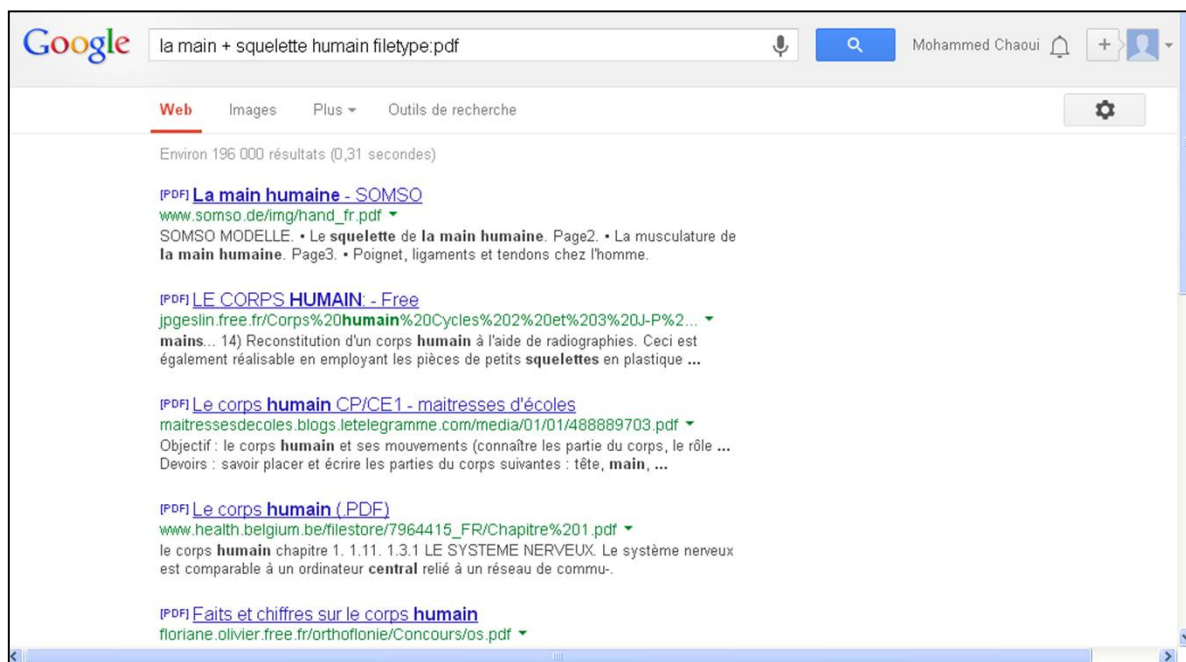 Google la main + squelette humain filetype:pdf Mohammed Chaoui +
Web Images Plus Outils de recherche
Environ 196 000 résultats (0,31 secondes)
[PDF] La main humaine - SOMSO
www.somso.de/img/hand_fr.pdf
SOMSO MODELLE. • Le squelette de la main humaine. Page2. • La musculature de
la main humaine. Page3. • Poignet, ligaments et tendons chez l'homme.
[PDF] LE CORPS HUMAIN: - Free
jpgeslin.free.fr/Corps%20humain%20Cycles%202%20et%203%20J-P%2...
mains... 14) Reconstitution d'un corps humain à l'aide de radiographies. Ceci est
également réalisable en employant les pièces de petits squelettes en plastique ...
[PDF] Le corps humain CP/CE1 - maitresses d'écoles
maitressesdecoles.blogs.letelegramme.com/media/01/01/488889703.pdf
Objectif : le corps humain et ses mouvements (connaître les partie du corps, le rôle ...
Devoirs : savoir placer et écrire les parties du corps suivantes : tête, main, ...
[PDF] Le corps humain (.PDF)
www.health.belgium.be/filestore/7964415_FR/Chapitre%201.pdf
le corps humain chapitre 1. 1.11. 1.3.1 LE SYSTEME NERVEUX. Le système nerveux
est comparable à un ordinateur central relié à un réseau de commu-.
[PDF] Faits et chiffres sur le corps humain
floriane.olivier.free.fr/orthoflonie/Concours/os.pdf